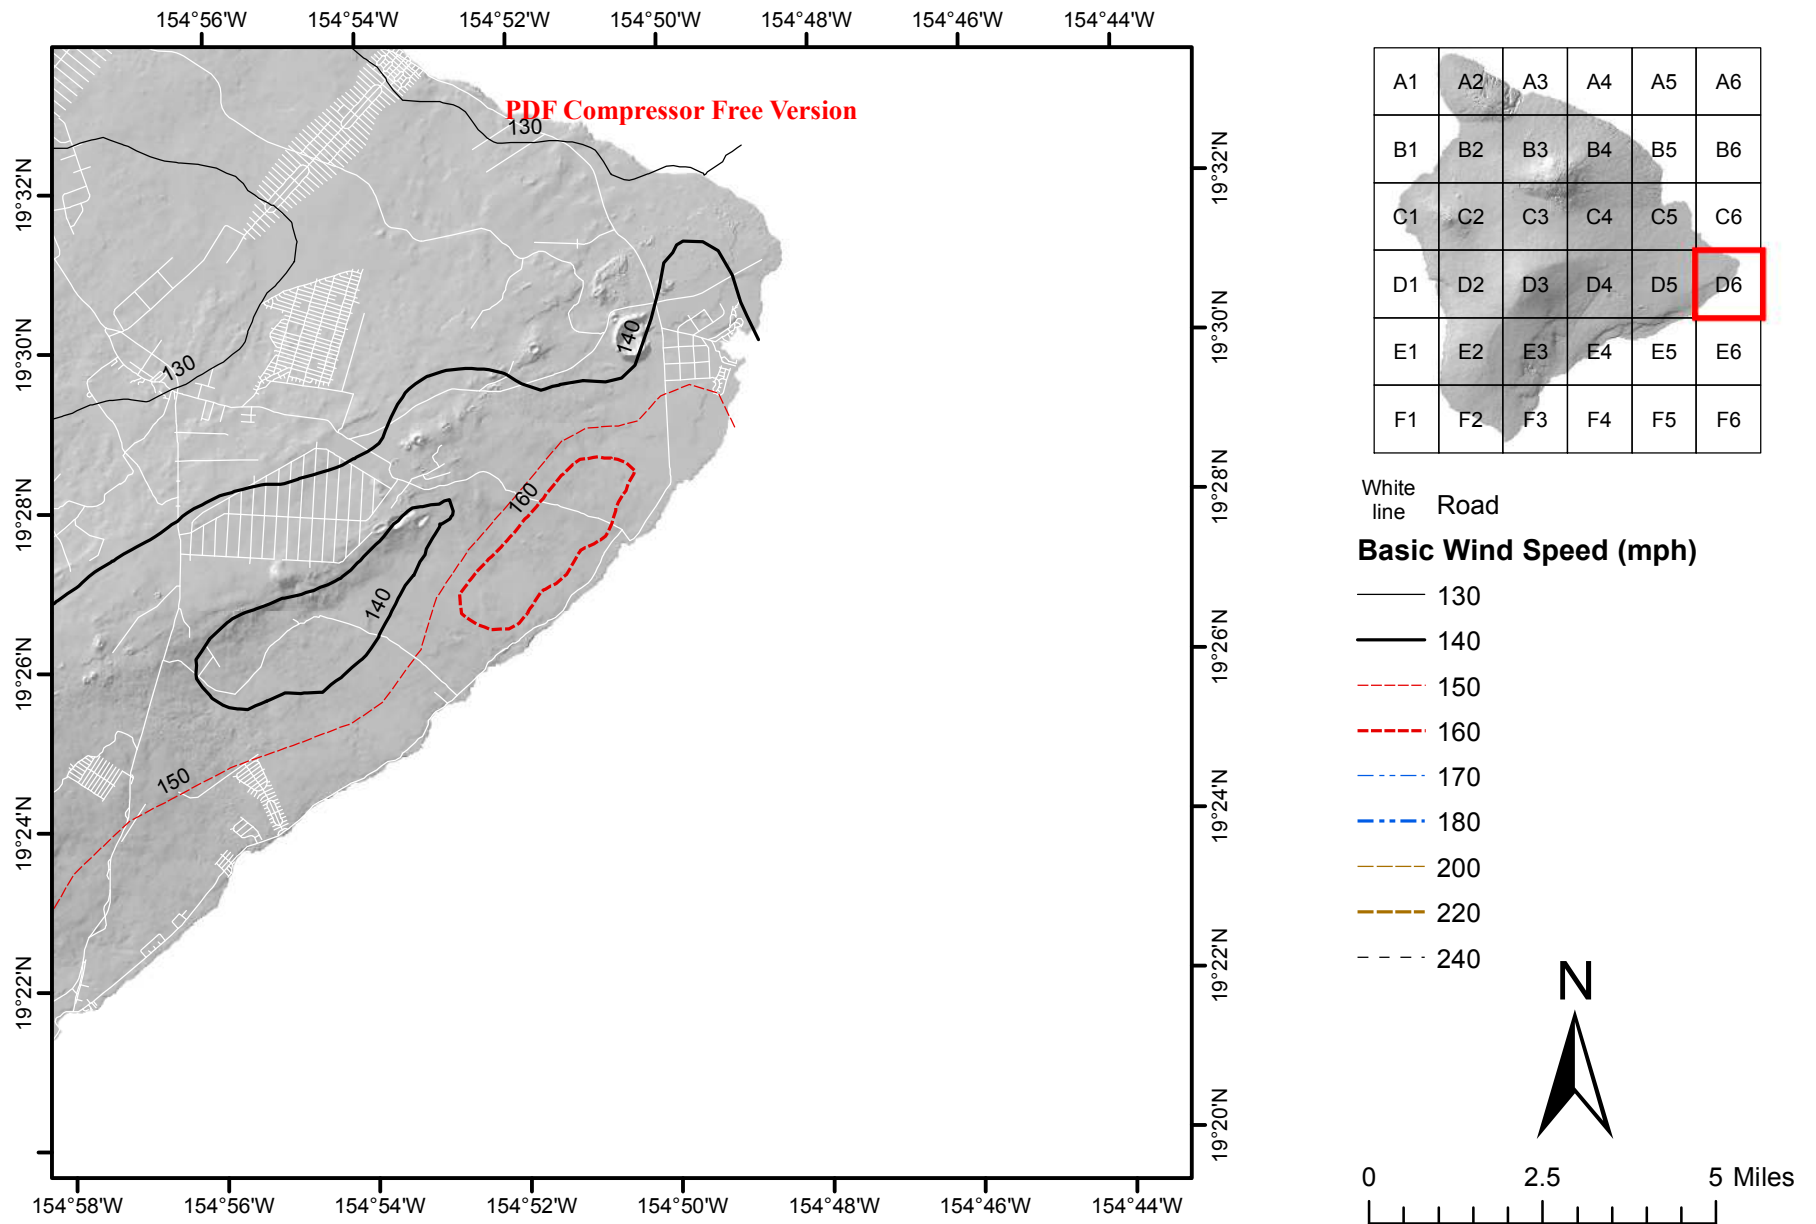 154°56'W 154°54'W 154°52'W 154°50'W 154°48'W 154°46'W 154°44'W
PDF Compressor Free Version
130
130
140
160
140
150
19°32'N
19°30'N
19°28'N
19°26'N
19°24'N
19°22'N
19°32'N
19°30'N
19°28'N
19°26'N
19°24'N
19°22'N
19°20'N
154°58'W 154°56'W 154°54'W 154°52'W 154°50'W 154°48'W 154°46'W 154°44'W
A1 A2 A3 A4 A5 A6
B1 B2 B3 B4 B5 B6
C1 C2 C3 C4 C5 C6
D1 D2 D3 D4 D5 D6
E1 E2 E3 E4 E5 E6
F1 F2 F3 F4 F5 F6
White
line Road
Basic Wind Speed (mph)
130
140
150
160
170
180
200
220
240
N
0 2.5 5 Miles